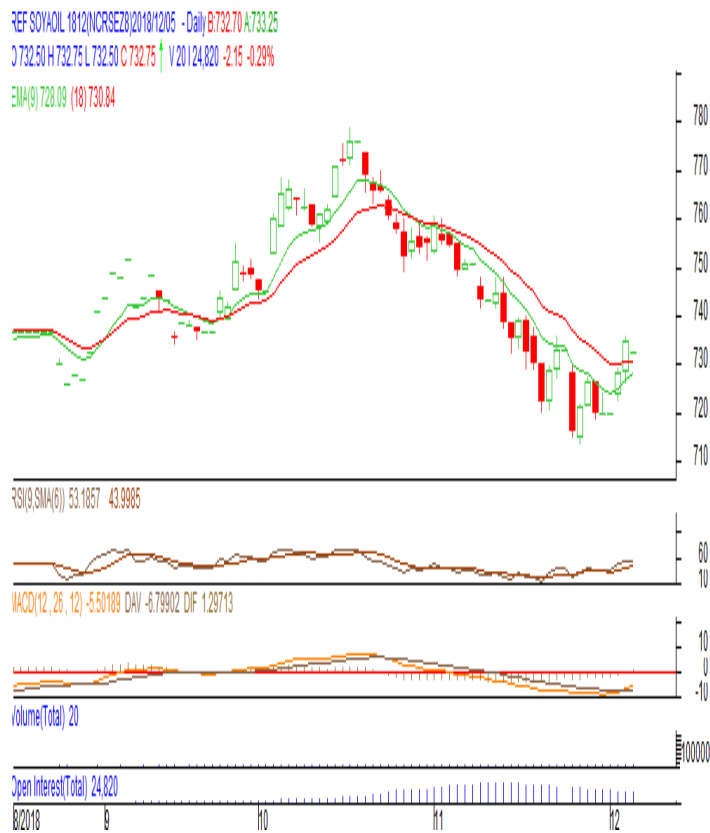 REF SOYAOIL 1812(NCRSEZ8)2018/12/05 - Daily B:732.70 A:733.25
O 732.50 H 732.75 L 732.50 C 732.75 V 20 I 24,820 -2.15 -0.29%
EMA(9) 728.09 (18) 730.84
780
770
760
750
740
730
720
710
RSI(9,SMA(6)) 53.1857 43.9985
60
10
MACD(12 , 26 , 12) -5.50189 DAV -6.79902 DIF 1.29713
10
0
-10
Volume(Total) 20
100000
Open Interest(Total) 24,820
8/2018 9 10 11 12